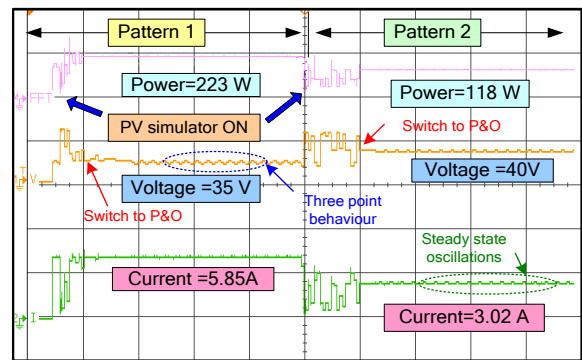 Pattern 1
Pattern 2
Power=223 W
Power=118 W
FFT
PV simulator ON
Switch to P&O
Voltage =35 V
Voltage =40V
V
Switch to P&O
Three point
behaviour
Steady state
oscillations
Current=5.85A
Current=3.02 A
2
I